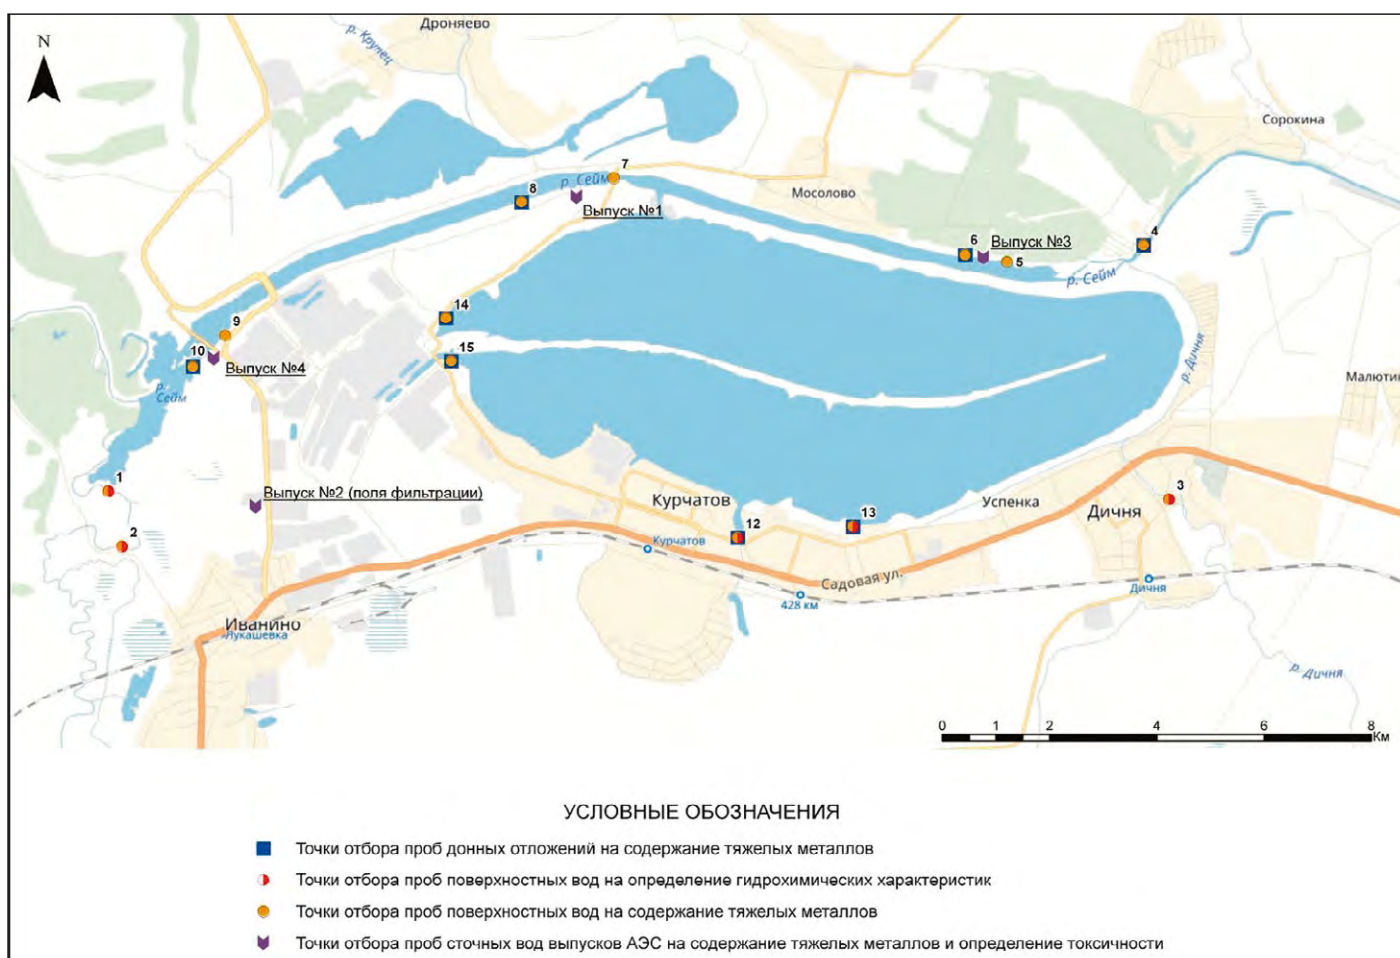 Дроняево
N
р. Крупец
Сорокина
7
р. Сейм
8
Мосолово
Выпуск №1
6
Выпуск №3
4
5
р. Сейм
14
9
15
10
Выпуск №4
р. Дичня
р.
Сейм
Малютин
1
Выпуск №2 (поля фильтрации)
Курчатов
Успенка
3
13
12
Дичня
2
Курчатов
Садовая ул.
Дичня
428 км
Иванино
Лукашевка
р. Дичня
0 1 2 4 6 8
Км
УСЛОВНЫЕ ОБОЗНАЧЕНИЯ
Точки отбора проб донных отложений на содержание тяжелых металлов
Точки отбора проб поверхностных вод на определение гидрохимических характеристик
Точки отбора проб поверхностных вод на содержание тяжелых металлов
Точки отбора проб сточных вод выпусков АЭС на содержание тяжелых металлов и определение токсичности